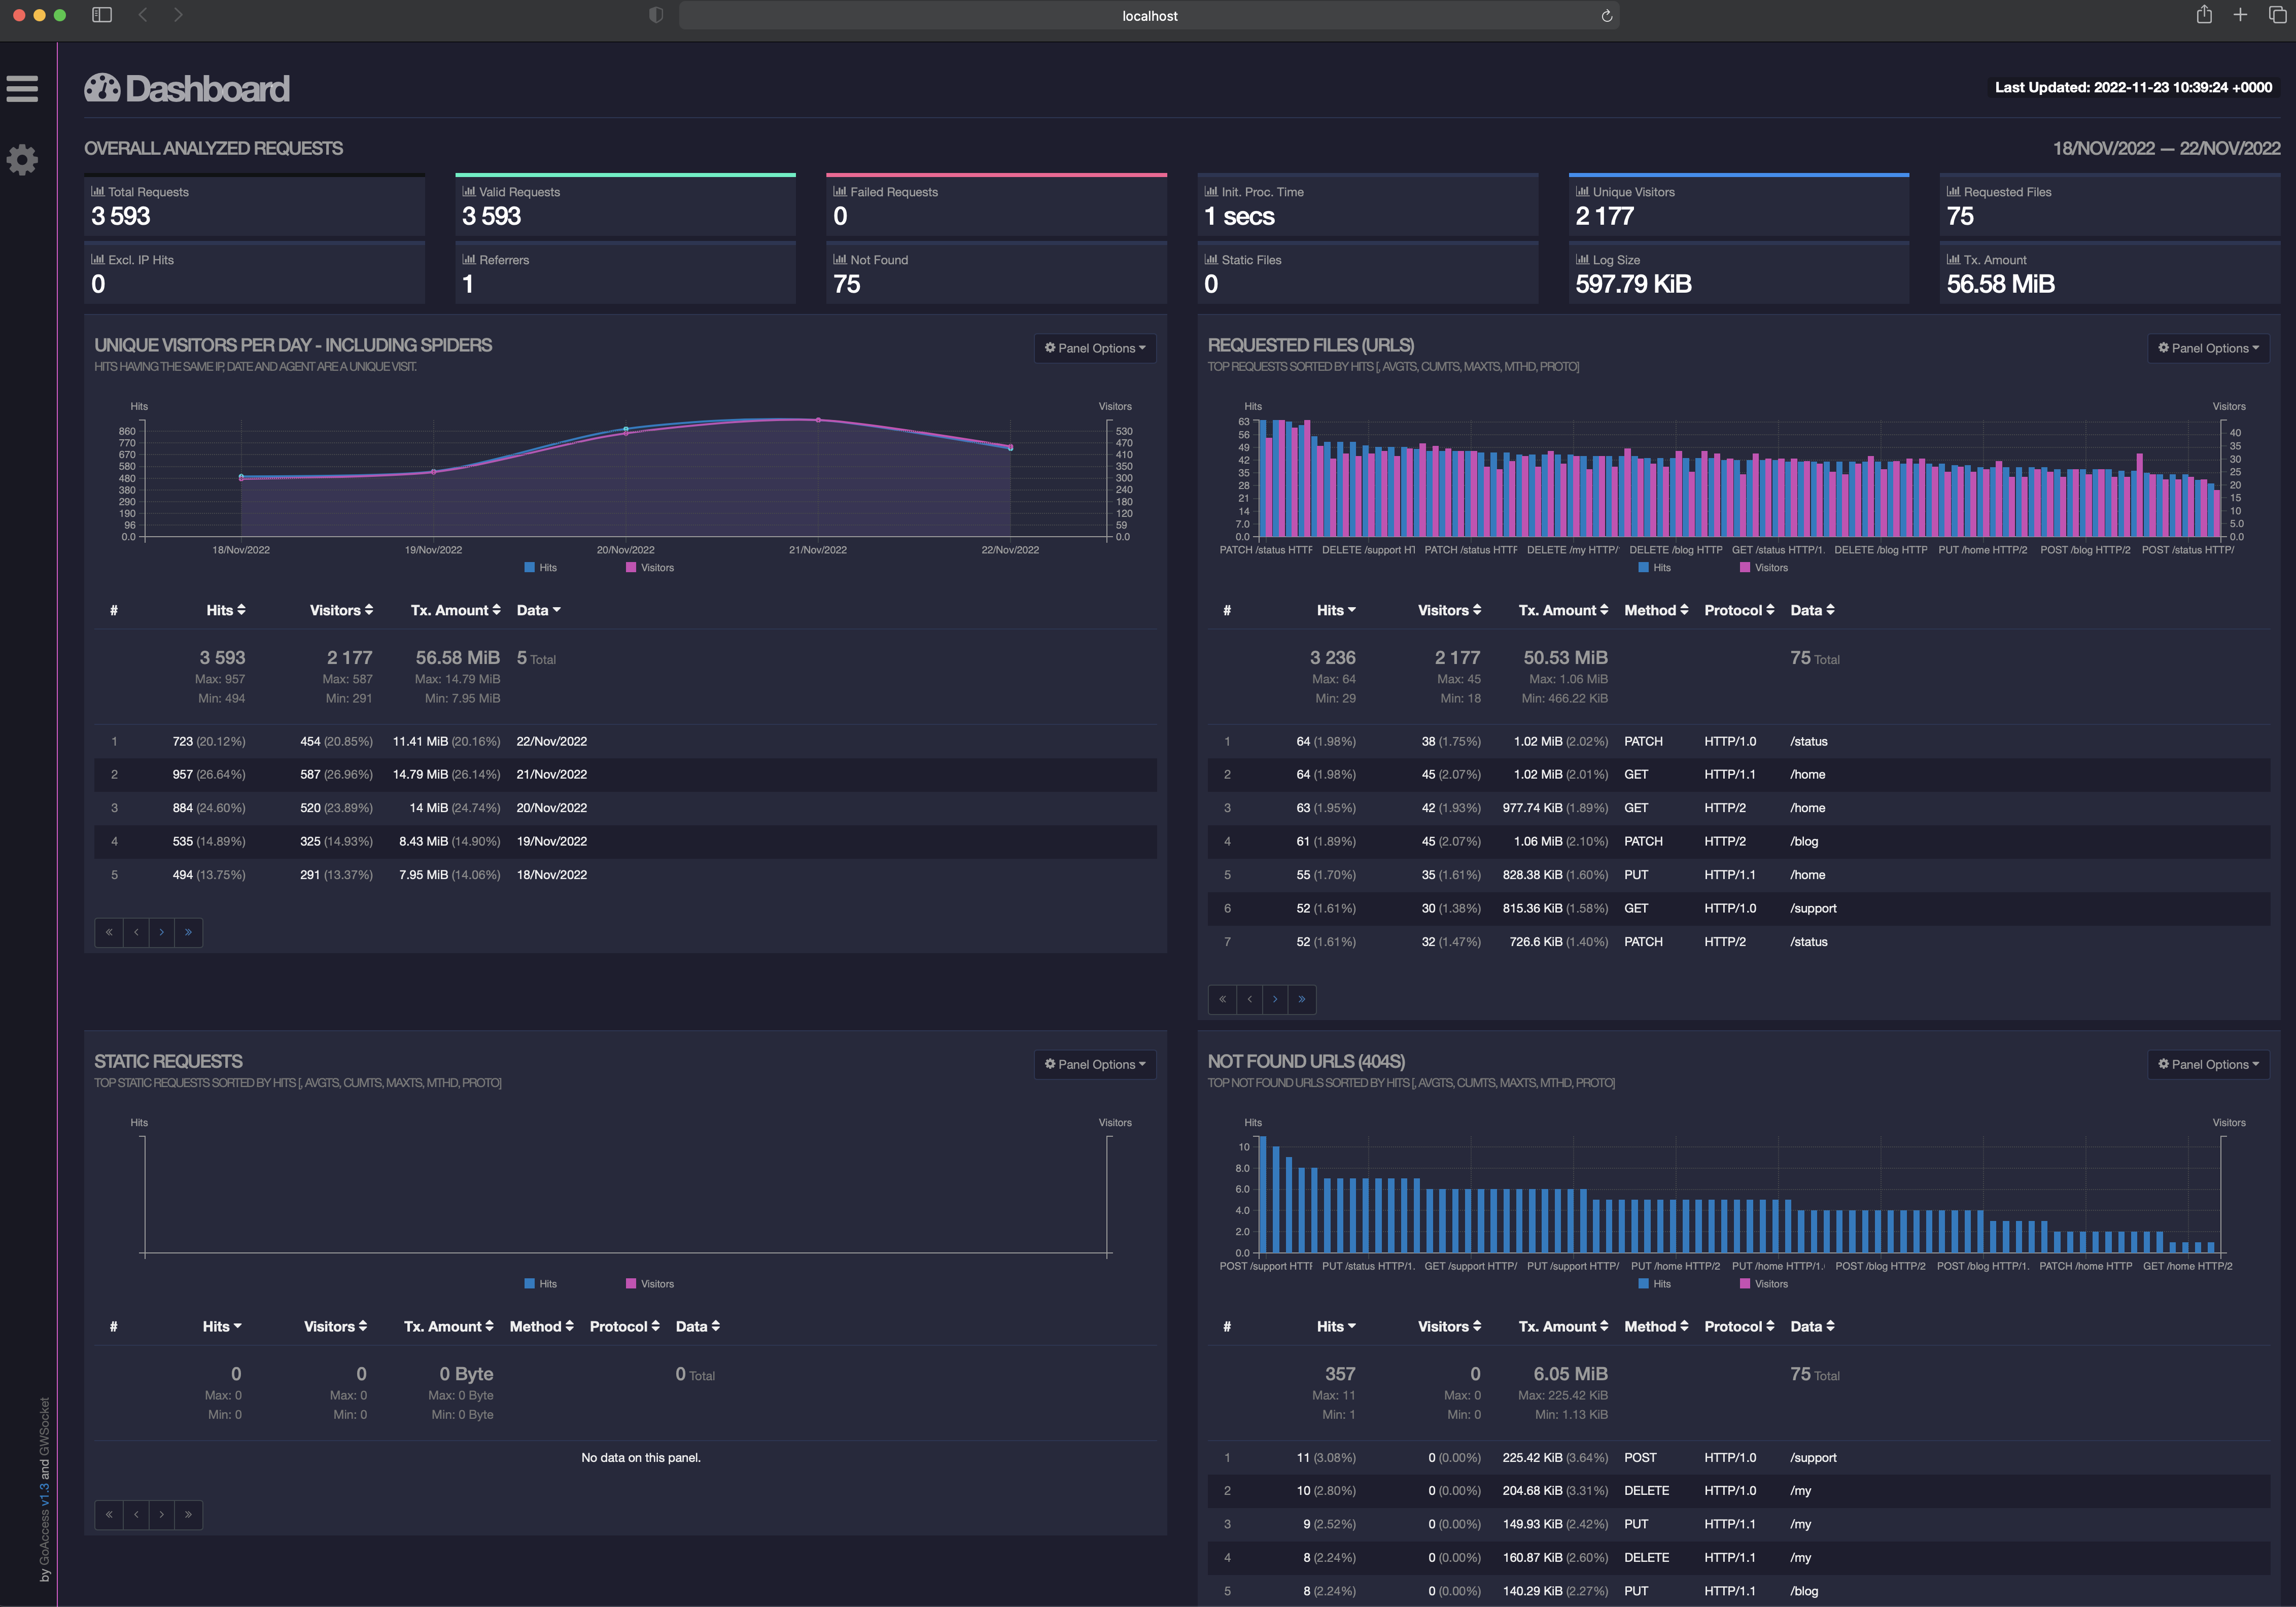 localhost
Dashboard
Last Updated: 2022-11-23 10:39:24 +0000
OVERALL ANALYZED REQUESTS
18/NOV/2022 — 22/NOV/2022
Total Requests
3 593
Valid Requests
3 593
Failed Requests
0
Init. Proc. Time
1 secs
Unique Visitors
2 177
Requested Files
75
Excl. IP Hits
0
Referrers
1
Not Found
75
Static Files
0
Log Size
597.79 KiB
Tx. Amount
56.58 MiB
UNIQUE VISITORS PER DAY - INCLUDING SPIDERS
Panel Options
HITS HAVING THE SAME IP, DATE AND AGENT ARE A UNIQUE VISIT.
Hits Visitors
860 530
770 470
670 410
580 350
480 300
380 240
290 180
190 120
96 59
0.0 0.0
18/Nov/2022 19/Nov/2022 20/Nov/2022 21/Nov/2022 22/Nov/2022
Hits Visitors
# Hits Visitors Tx. Amount Data
3 593 2 177 56.58 MiB 5 Total
Max: 957 Max: 587 Max: 14.79 MiB
Min: 494 Min: 291 Min: 7.95 MiB
1 723 (20.12%) 454 (20.85%) 11.41 MiB (20.16%) 22/Nov/2022
2 957 (26.64%) 587 (26.96%) 14.79 MiB (26.14%) 21/Nov/2022
3 884 (24.60%) 520 (23.89%) 14 MiB (24.74%) 20/Nov/2022
4 535 (14.89%) 325 (14.93%) 8.43 MiB (14.90%) 19/Nov/2022
5 494 (13.75%) 291 (13.37%) 7.95 MiB (14.06%) 18/Nov/2022
« ‹ › »
REQUESTED FILES (URLS)
Panel Options
TOP REQUESTS SORTED BY HITS [, AVGTS, CUMTS, MAXTS, MTHD, PROTO]
Hits Visitors
63
56 40
49 35
42 30
35 25
28 20
21 15
14 10
7.0 5.0
0.0 0.0
PATCH /status HTTF DELETE /support HT PATCH /status HTTF DELETE /my HTTP/ DELETE /blog HTTP GET /status HTTP/1. DELETE /blog HTTP PUT /home HTTP/2 POST /blog HTTP/2 POST /status HTTP/
Hits Visitors
# Hits Visitors Tx. Amount Method Protocol Data
3 236 2 177 50.53 MiB 75 Total
Max: 64 Max: 45 Max: 1.06 MiB
Min: 29 Min: 18 Min: 466.22 KiB
1 64 (1.98%) 38 (1.75%) 1.02 MiB (2.02%) PATCH HTTP/1.0 /status
2 64 (1.98%) 45 (2.07%) 1.02 MiB (2.01%) GET HTTP/1.1 /home
3 63 (1.95%) 42 (1.93%) 977.74 KiB (1.89%) GET HTTP/2 /home
4 61 (1.89%) 45 (2.07%) 1.06 MiB (2.10%) PATCH HTTP/2 /blog
5 55 (1.70%) 35 (1.61%) 828.38 KiB (1.60%) PUT HTTP/1.1 /home
6 52 (1.61%) 30 (1.38%) 815.36 KiB (1.58%) GET HTTP/1.0 /support
7 52 (1.61%) 32 (1.47%) 726.6 KiB (1.40%) PATCH HTTP/2 /status
« ‹ › »
STATIC REQUESTS
Panel Options
TOP STATIC REQUESTS SORTED BY HITS [, AVGTS, CUMTS, MAXTS, MTHD, PROTO]
Hits Visitors
Hits Visitors
# Hits Visitors Tx. Amount Method Protocol Data
0 0 0 Byte 0 Total
Max: 0 Max: 0 Max: 0 Byte
Min: 0 Min: 0 Min: 0 Byte
No data on this panel.
« ‹ › »
NOT FOUND URLS (404S)
Panel Options
TOP NOT FOUND URLS SORTED BY HITS [, AVGTS, CUMTS, MAXTS, MTHD, PROTO]
Hits Visitors
10
8.0
6.0
4.0
2.0
0.0
POST /support HTTF PUT /status HTTP/1. GET /support HTTP/ PUT /support HTTP/ PUT /home HTTP/2 PUT /home HTTP/1.( POST /blog HTTP/2 POST /blog HTTP/1. PATCH /home HTTP GET /home HTTP/2
Hits Visitors
# Hits Visitors Tx. Amount Method Protocol Data
357 0 6.05 MiB 75 Total
Max: 11 Max: 0 Max: 225.42 KiB
Min: 1 Min: 0 Min: 1.13 KiB
1 11 (3.08%) 0 (0.00%) 225.42 KiB (3.64%) POST HTTP/1.0 /support
2 10 (2.80%) 0 (0.00%) 204.68 KiB (3.31%) DELETE HTTP/1.0 /my
3 9 (2.52%) 0 (0.00%) 149.93 KiB (2.42%) PUT HTTP/1.1 /my
4 8 (2.24%) 0 (0.00%) 160.87 KiB (2.60%) DELETE HTTP/1.1 /my
5 8 (2.24%) 0 (0.00%) 140.29 KiB (2.27%) PUT HTTP/1.1 /blog
by GoAccess v1.3 and GWSocket